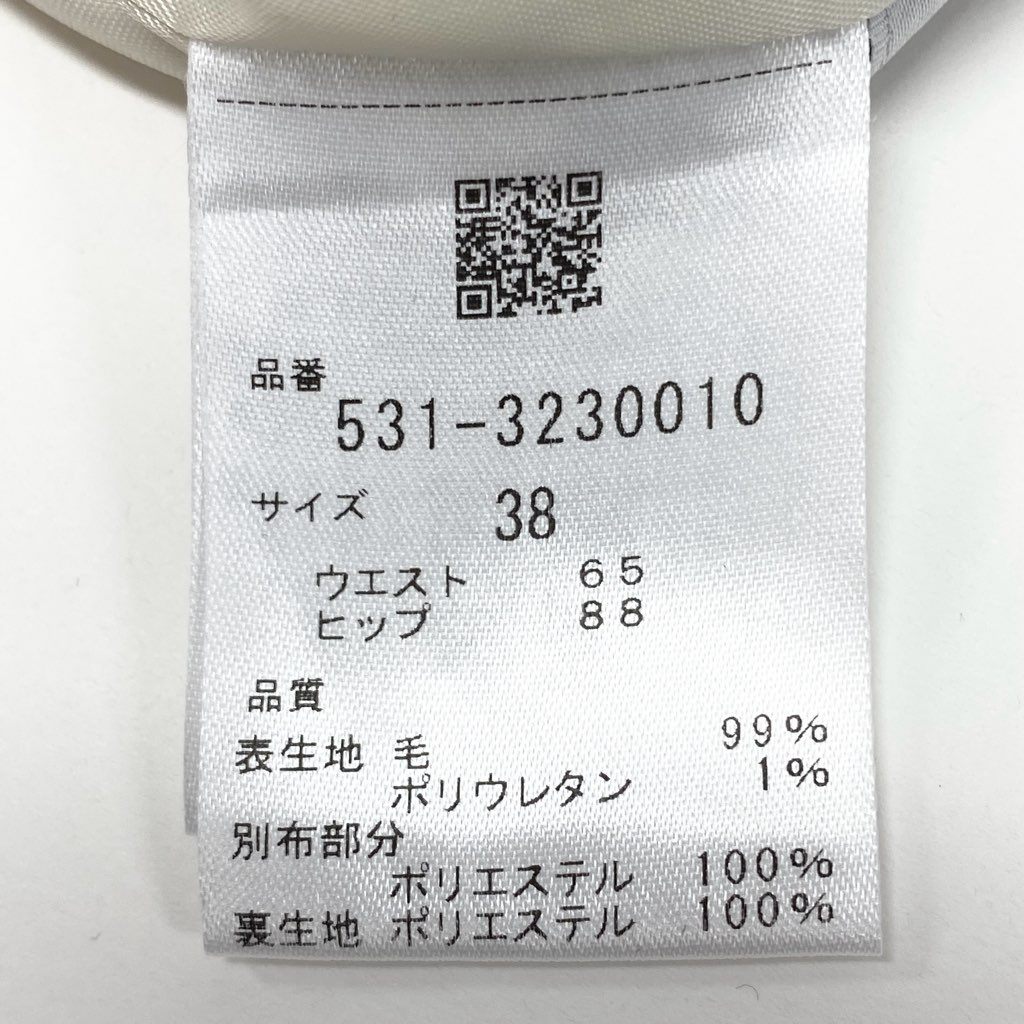 品番
531-3230010
サイズ 38
ウエスト 65
ヒップ 88
品質
表生地 毛 99%
ポリウレタン 1%
別布部分
ポリエステル 100%
裏生地 ポリエステル 100%